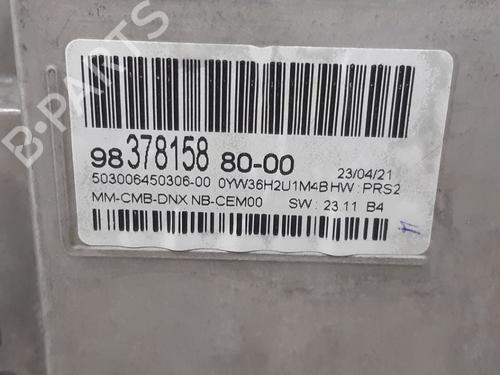 B-PARTS
98 378158 80-00
23/04/21
503006450306-00 0YW36H2U1M4B HW : PRS2
MM-CMB-DNX NB-CEM00 SW : 23.11 B4